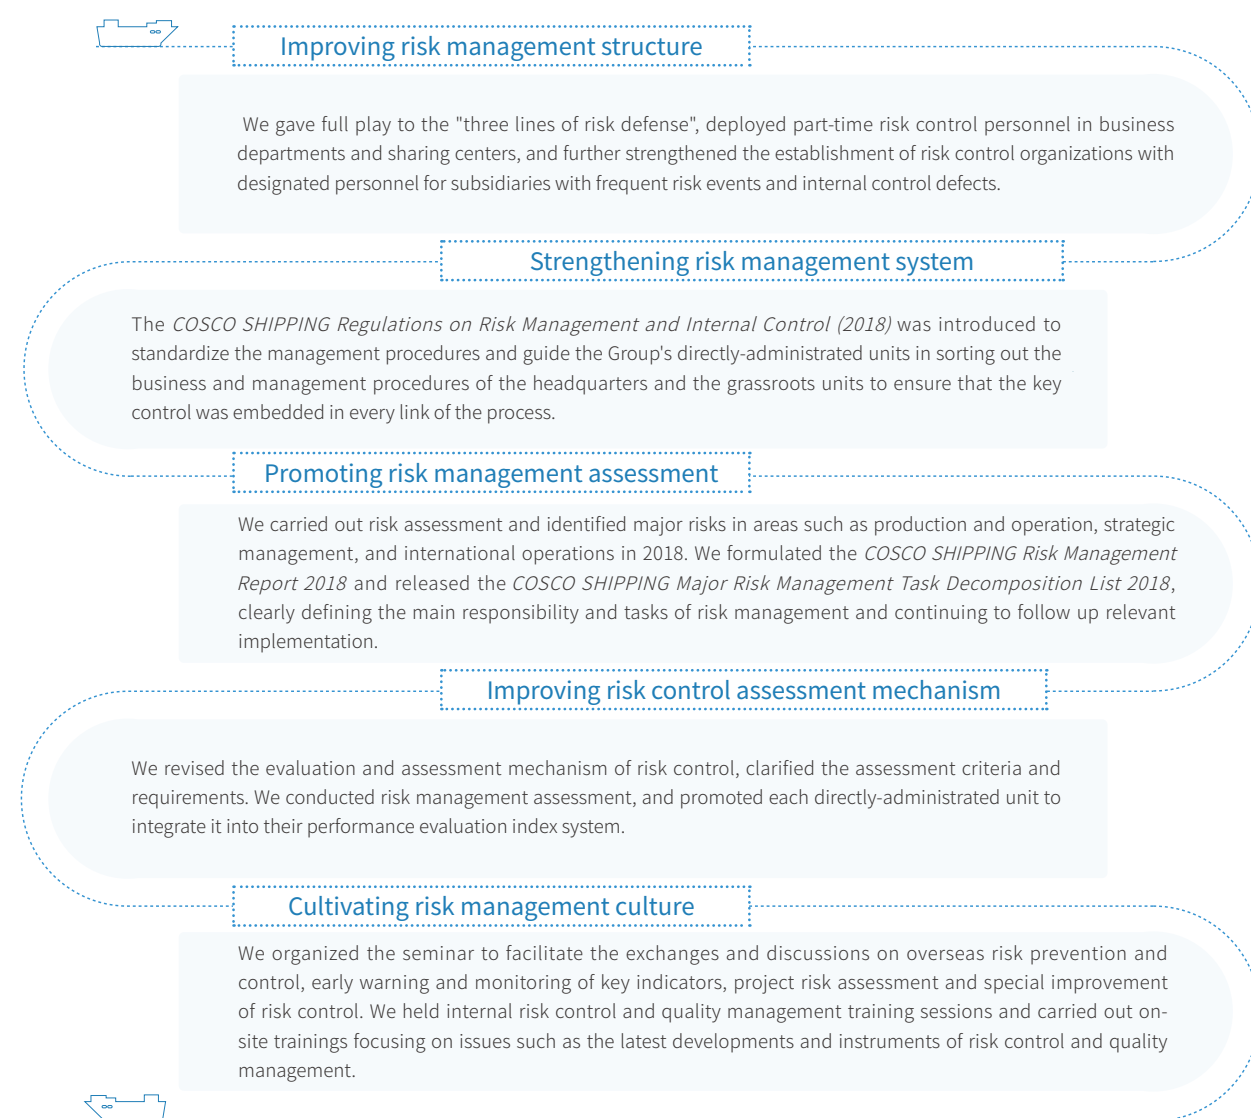 Improving risk management structure
We gave full play to the "three lines of risk defense", deployed part-time risk control personnel in business
departments and sharing centers, and further strengthened the establishment of risk control organizations with
designated personnel for subsidiaries with frequent risk events and internal control defects.
Strengthening risk management system
The COSCO SHIPPING Regulations on Risk Management and Internal Control (2018) was introduced to
standardize the management procedures and guide the Group's directly-administrated units in sorting out the
business and management procedures of the headquarters and the grassroots units to ensure that the key
control was embedded in every link of the process.
Promoting risk management assessment
We carried out risk assessment and identified major risks in areas such as production and operation, strategic
management, and international operations in 2018. We formulated the COSCO SHIPPING Risk Management
Report 2018 and released the COSCO SHIPPING Major Risk Management Task Decomposition List 2018,
clearly defining the main responsibility and tasks of risk management and continuing to follow up relevant
implementation.
Improving risk control assessment mechanism
We revised the evaluation and assessment mechanism of risk control, clarified the assessment criteria and
requirements. We conducted risk management assessment, and promoted each directly-administrated unit to
integrate it into their performance evaluation index system.
Cultivating risk management culture
We organized the seminar to facilitate the exchanges and discussions on overseas risk prevention and
control, early warning and monitoring of key indicators, project risk assessment and special improvement
of risk control. We held internal risk control and quality management training sessions and carried out on-
site trainings focusing on issues such as the latest developments and instruments of risk control and quality
management.